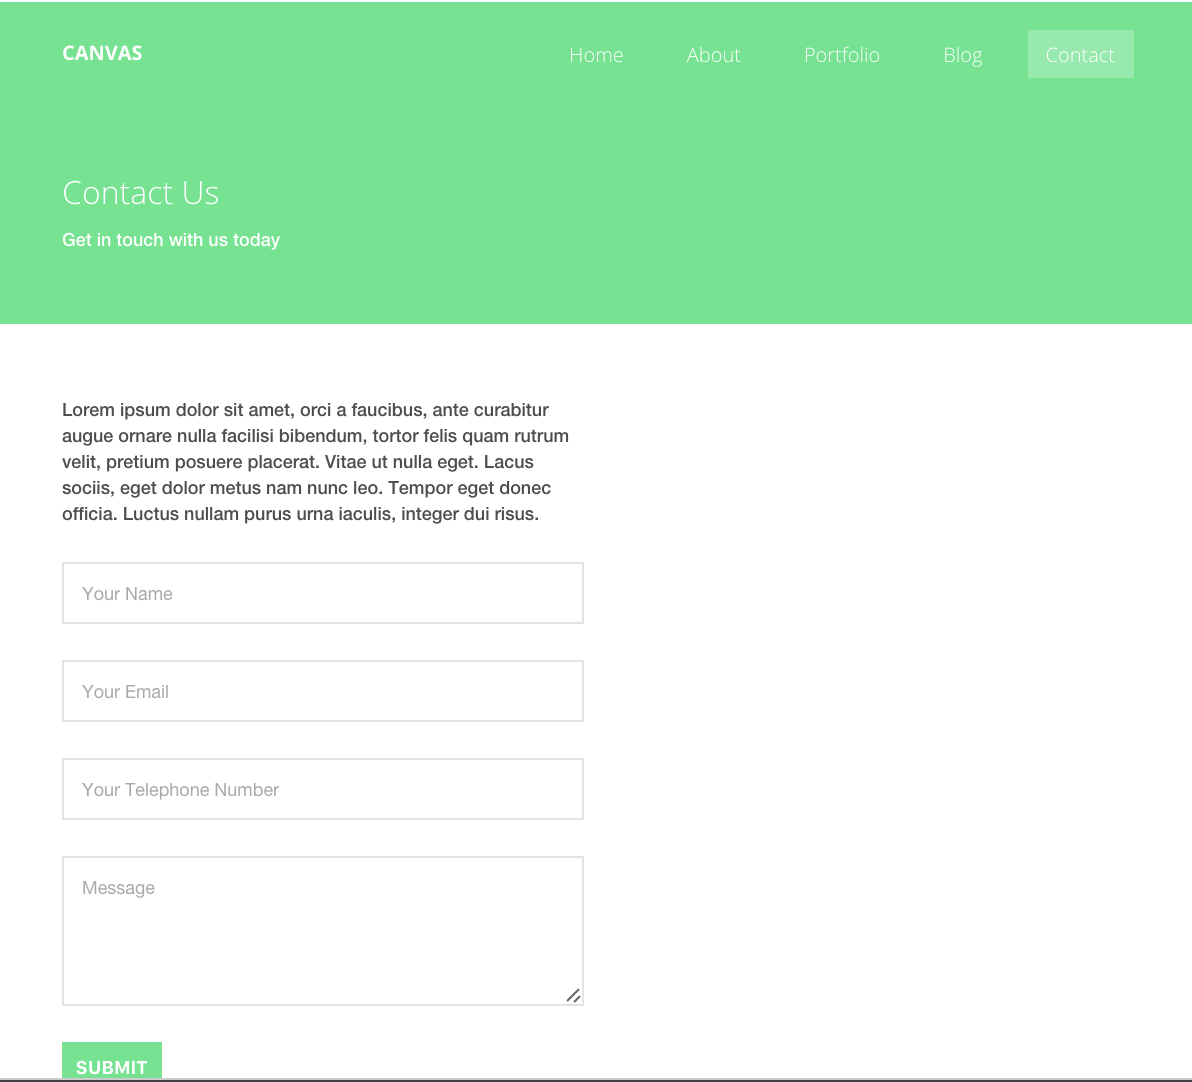 CANVAS
Home About Portfolio Blog Contact
Contact Us
Get in touch with us today
Lorem ipsum dolor sit amet, orci a faucibus, ante curabitur
augue ornare nulla facilisi bibendum, tortor felis quam rutrum
velit, pretium posuere placerat. Vitae ut nulla eget. Lacus
sociis, eget dolor metus nam nunc leo. Tempor eget donec
officia. Luctus nullam purus urna iaculis, integer dui risus.
Your Name
Your Email
Your Telephone Number
Message
SUBMIT